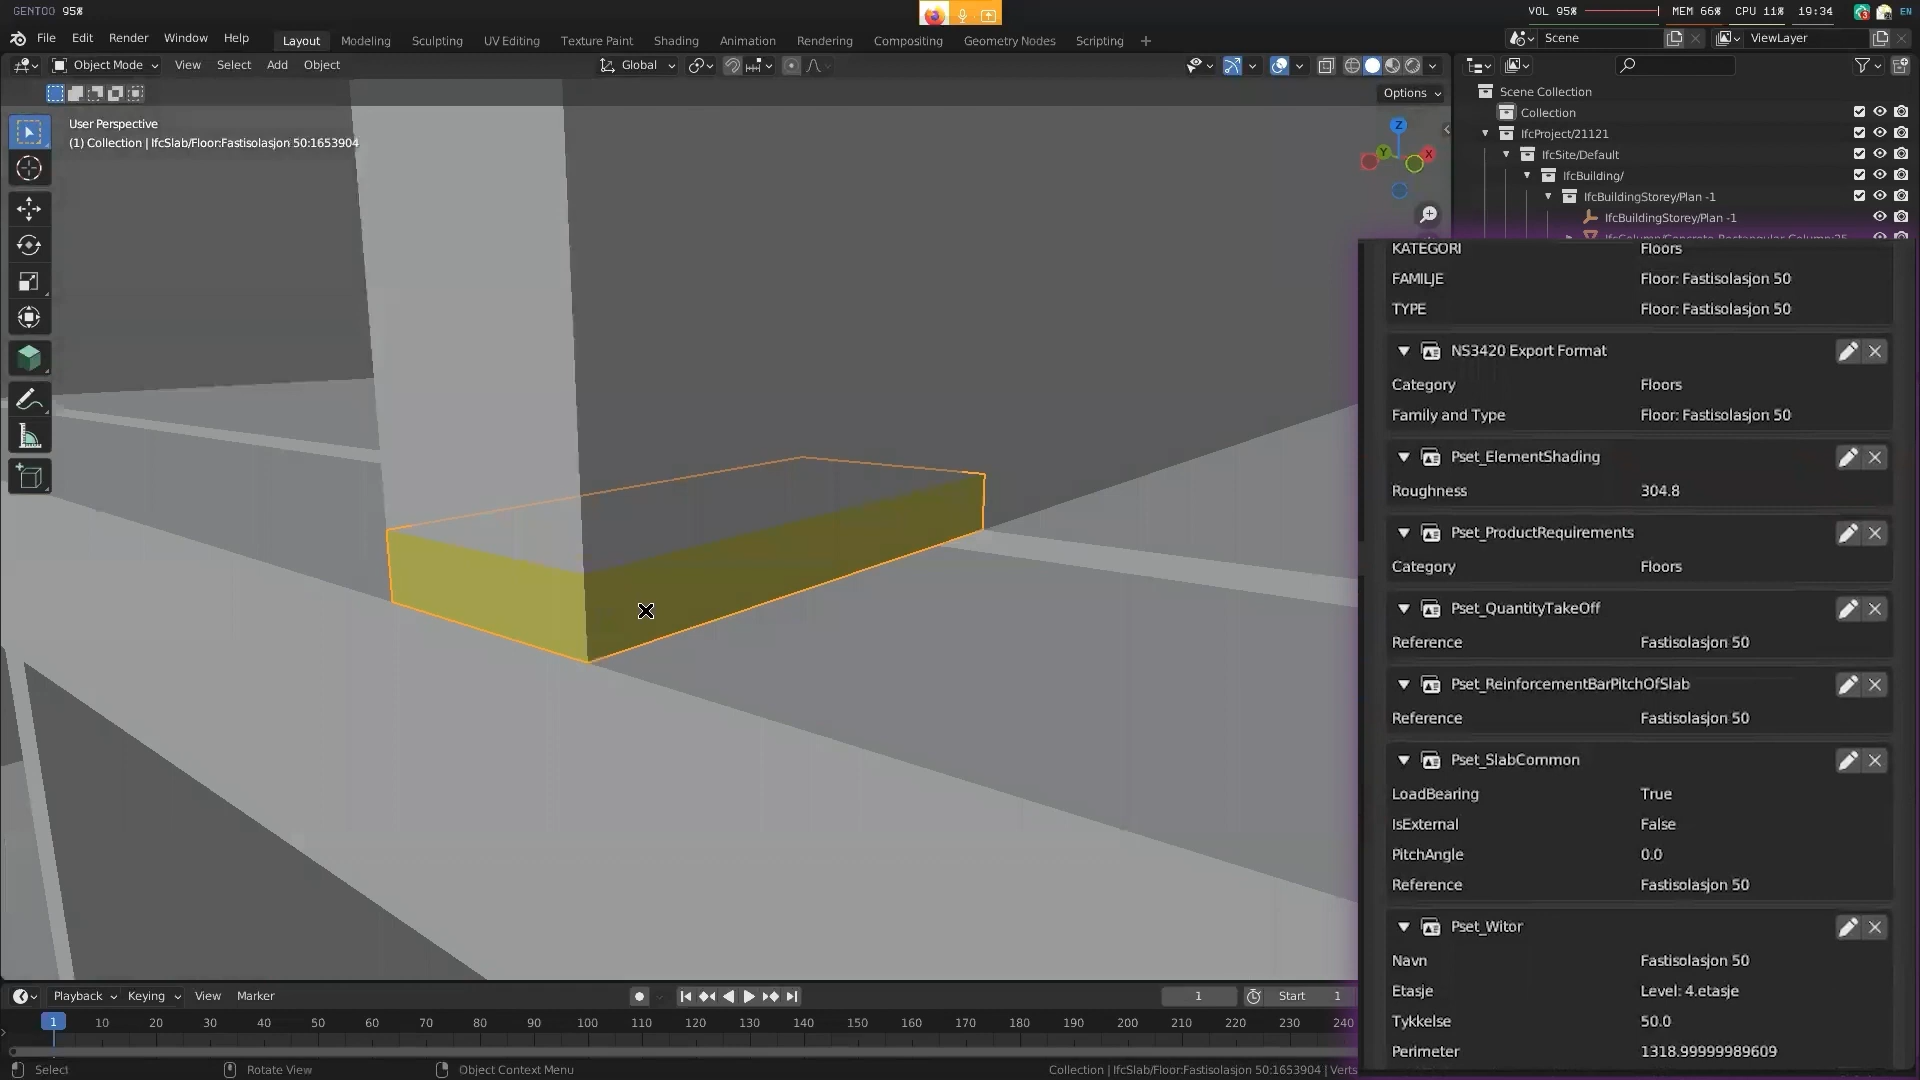 GENTOO 95%
VOL 95% MEM 66% CPU 11% 19:34 EN
File Edit Render Window Help Layout Modeling Sculpting UV Editing Texture Paint Shading Animation Rendering Compositing Geometry Nodes Scripting + Scene ViewLayer
Object Mode View Select Add Object Global
Options
User Perspective
(1) Collection | IfcSlab/Floor:Fastisolasjon 50:1653904
Z
Y
X
Scene Collection
Collection
IfcProject/21121
IfcSite/Default
IfcBuilding/
IfcBuildingStorey/Plan -1
IfcBuildingStorey/Plan -1
KATEGORI Floors
FAMILJE Floor: Fastisolasjon 50
TYPE Floor: Fastisolasjon 50
NS3420 Export Format
Category Floors
Family and Type Floor: Fastisolasjon 50
Pset_ElementShading
Roughness 304.8
Pset_ProductRequirements
Category Floors
Pset_QuantityTakeOff
Reference Fastisolasjon 50
Pset_ReinforcementBarPitchOfSlab
Reference Fastisolasjon 50
Pset_SlabCommon
LoadBearing True
IsExternal False
PitchAngle 0.0
Reference Fastisolasjon 50
Pset_Witor
Navn Fastisolasjon 50
Etasje Level: 4.etasje
Tykkelse 50.0
Perimeter 1318.99999989609
Playback Keying View Marker 1 Start 1
1 10 20 30 40 50 60 70 80 90 100 110 120 130 140 150 160 170 180 190 200 210 220 230 240
Select Rotate View Object Context Menu Collection | IfcSlab/Floor:Fastisolasjon 50:1653904 | Verts